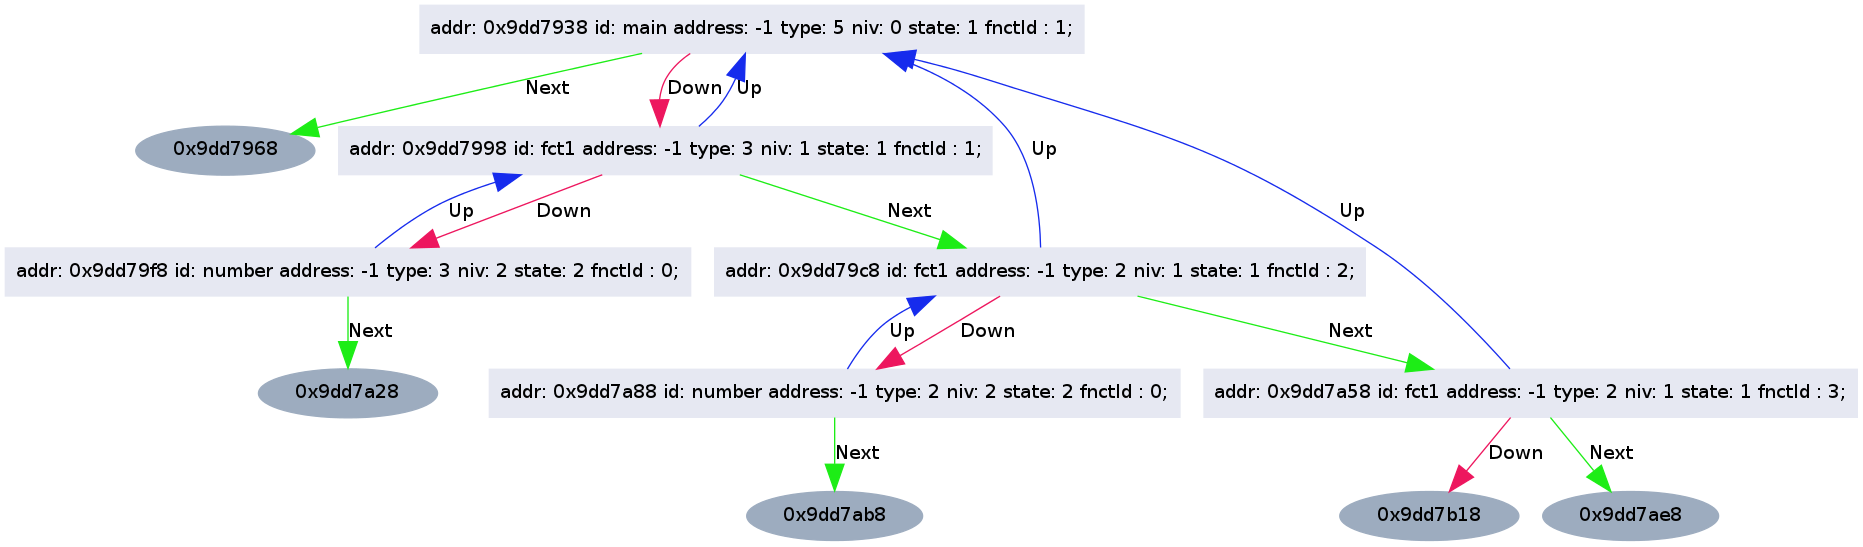 addr: 0x9dd7938 id: main address: -1 type: 5 niv: 0 state: 1 fnctId : 1;
Next
Down
Up
0x9dd7968
addr: 0x9dd7998 id: fct1 address: -1 type: 3 niv: 1 state: 1 fnctId : 1;
Up
Up
Down
Next
Up
addr: 0x9dd79f8 id: number address: -1 type: 3 niv: 2 state: 2 fnctId : 0;
addr: 0x9dd79c8 id: fct1 address: -1 type: 2 niv: 1 state: 1 fnctId : 2;
Next
Up
Down
Next
0x9dd7a28
addr: 0x9dd7a88 id: number address: -1 type: 2 niv: 2 state: 2 fnctId : 0;
addr: 0x9dd7a58 id: fct1 address: -1 type: 2 niv: 1 state: 1 fnctId : 3;
Next
Down
Next
0x9dd7ab8
0x9dd7b18
0x9dd7ae8